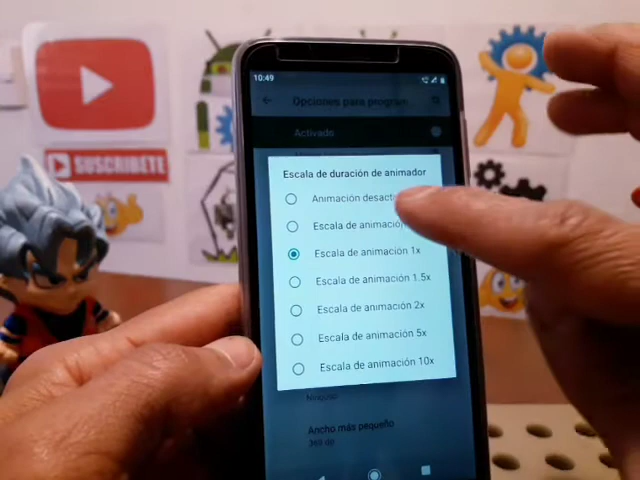 SUSCRIBETE
10:49
Opciones para program
Activado
Escala de duración de animador
Animación desact
Escala de animación
Escala de animación 1x
Escala de animación 1.5x
Escala de animación 2x
Escala de animación 5x
Escala de animación 10x
Ninguno
Ancho más pequeño